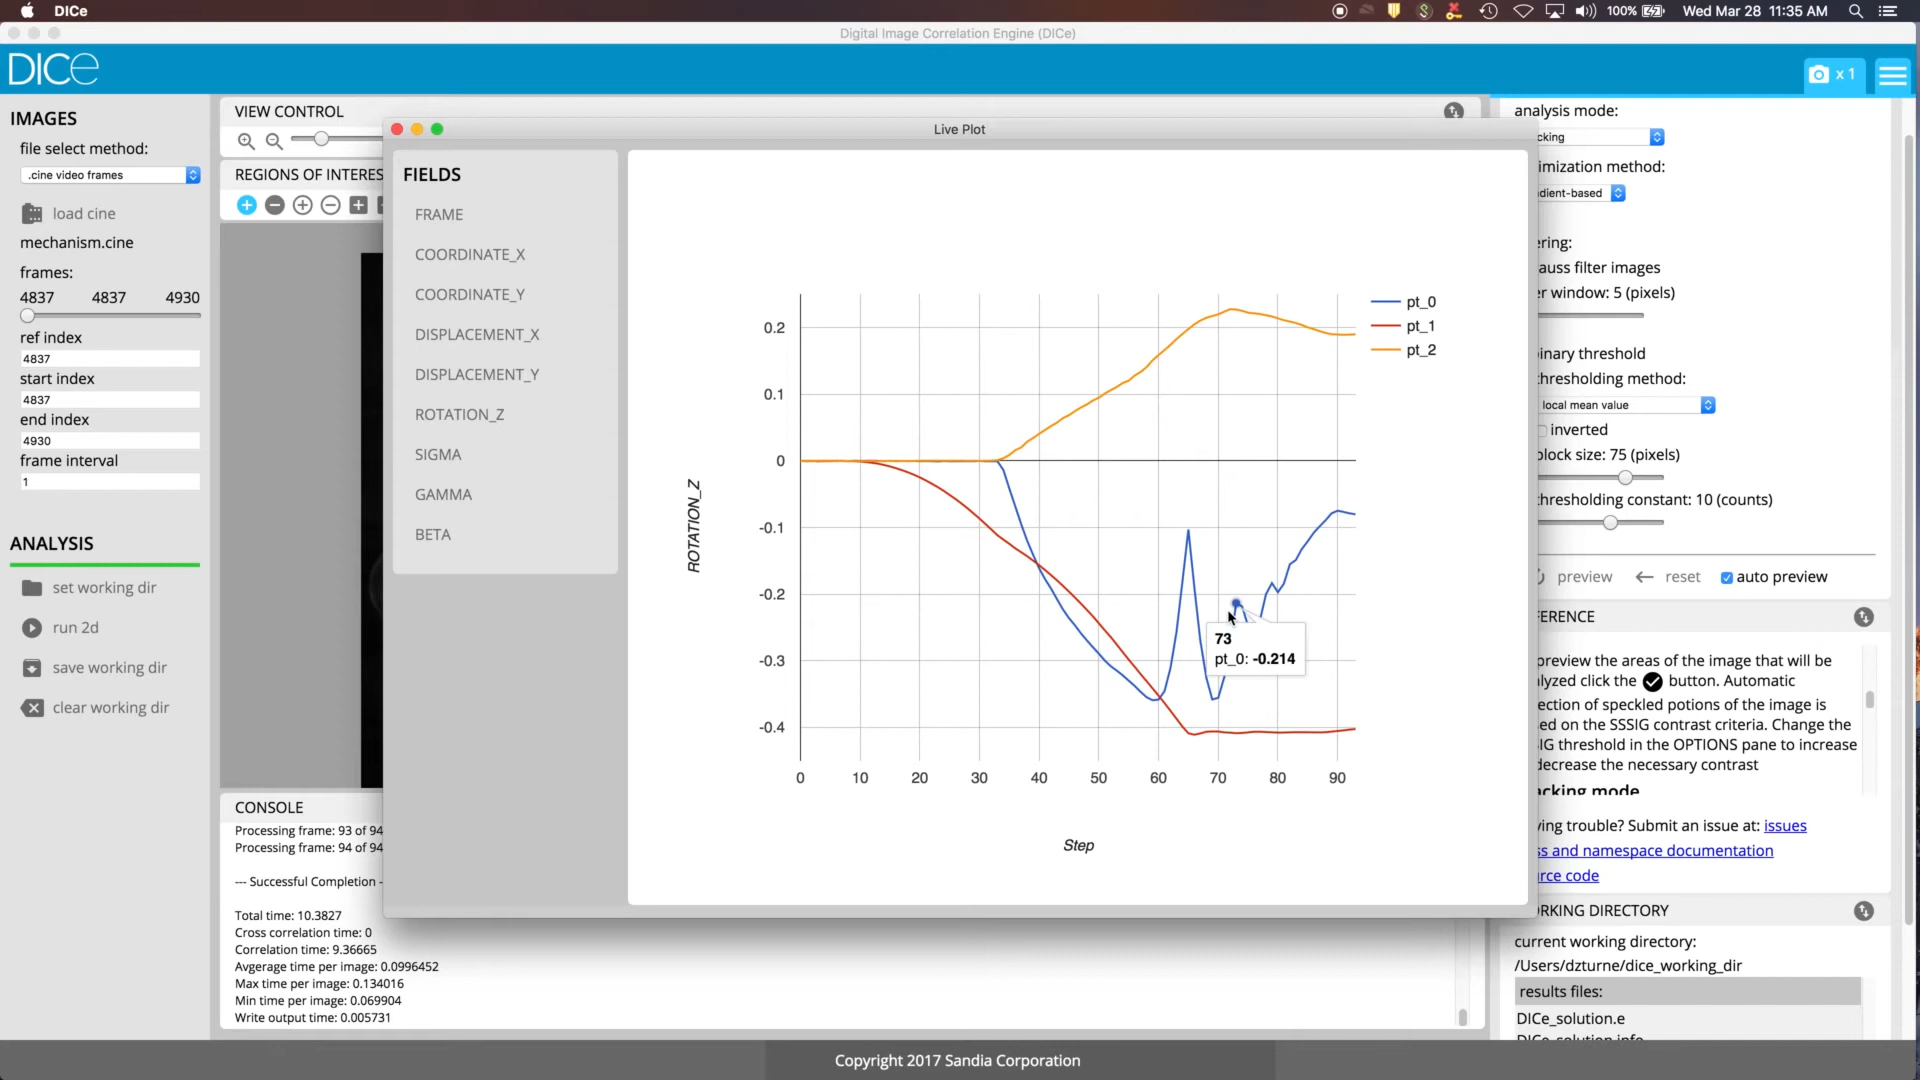 DICe
100%
Wed Mar 28 11:35 AM
Digital Image Correlation Engine (DICe)
DICe
x 1
IMAGES
file select method:
.cine video frames
load cine
mechanism.cine
frames:
4837 4837 4930
ref index
4837
start index
4837
end index
4930
frame interval
1
ANALYSIS
set working dir
run 2d
save working dir
clear working dir
VIEW CONTROL
REGIONS OF INTERES
Live Plot
FIELDS
FRAME
COORDINATE_X
COORDINATE_Y
DISPLACEMENT_X
DISPLACEMENT_Y
ROTATION_Z
SIGMA
GAMMA
BETA
ROTATION_Z
0.2
0.1
0
-0.1
-0.2
-0.3
-0.4
0 10 20 30 40 50 60 70 80 90
Step
pt_0
pt_1
pt_2
73
pt_0: -0.214
CONSOLE
Processing frame: 93 of 94
Processing frame: 94 of 94
--- Successful Completion -
Total time: 10.3827
Cross correlation time: 0
Correlation time: 9.36665
Avgerage time per image: 0.0996452
Max time per image: 0.134016
Min time per image: 0.069904
Write output time: 0.005731
analysis mode:
cking
imization method:
dient-based
ring:
auss filter images
r window: 5 (pixels)
inary threshold
thresholding method:
local mean value
inverted
block size: 75 (pixels)
thresholding constant: 10 (counts)
preview
reset
auto preview
ERENCE
preview the areas of the image that will be
lyzed click the button. Automatic
ection of speckled potions of the image is
ed on the SSSIG contrast criteria. Change the
IG threshold in the OPTIONS pane to increase
decrease the necessary contrast
acking mode
ving trouble? Submit an issue at: issues
ss and namespace documentation
rce code
RKING DIRECTORY
current working directory:
/Users/dzturne/dice_working_dir
results files:
DICe_solution.e
DICe_solution.info
Copyright 2017 Sandia Corporation